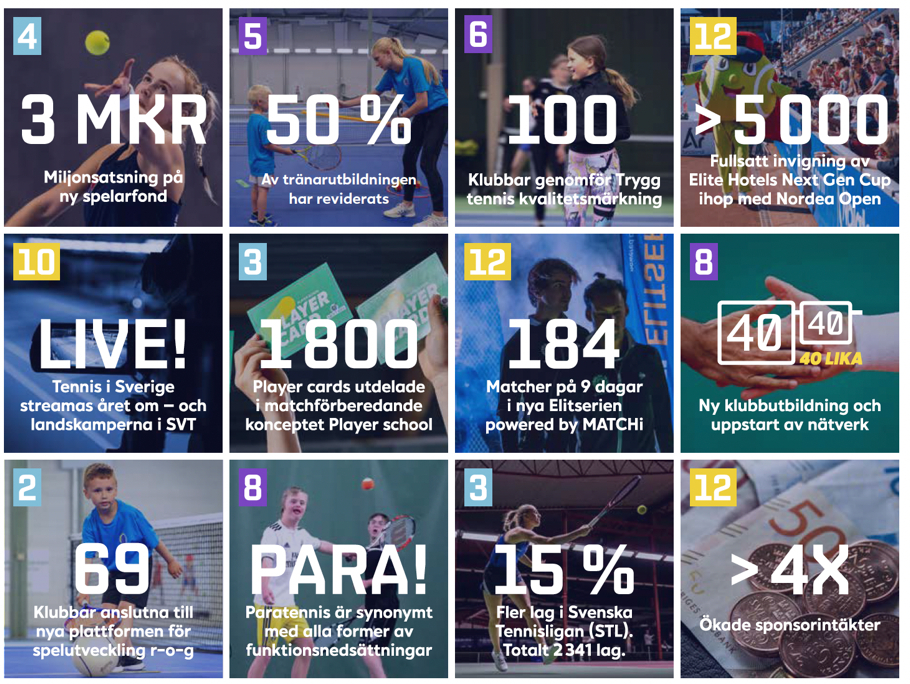 4
3 MKR
Miljonsatsning på
ny spelarfond
5
50 %
Av tränarutbildningen
har reviderats
6
100
Klubbar genomför Trygg
tennis kvalitetsmärkning
12
> 5 000
Fullsatt invigning av
Elite Hotels Next Gen Cup
ihop med Nordea Open
10
LIVE!
Tennis i Sverige
streamas året om – och
landskamperna i SVT
3
PLAYER
CARD
1 800
Player cards utdelade
i matchförberedande
konceptet Player school
12
ELITSER
184
Matcher på 9 dagar
i nya Elitserien
powered by MATCHi
8
40 40
40 LIKA
Ny klubbutbildning och
uppstart av nätverk
2
69
Klubbar anslutna till
nya plattformen för
spelutveckling r-o-g
8
PARA!
Paratennis är synonymt
med alla former av
funktionsnedsättningar
3
15 %
Fler lag i Svenska
Tennisligan (STL).
Totalt 2 341 lag.
12
50
> 4X
Ökade sponsorintäkter